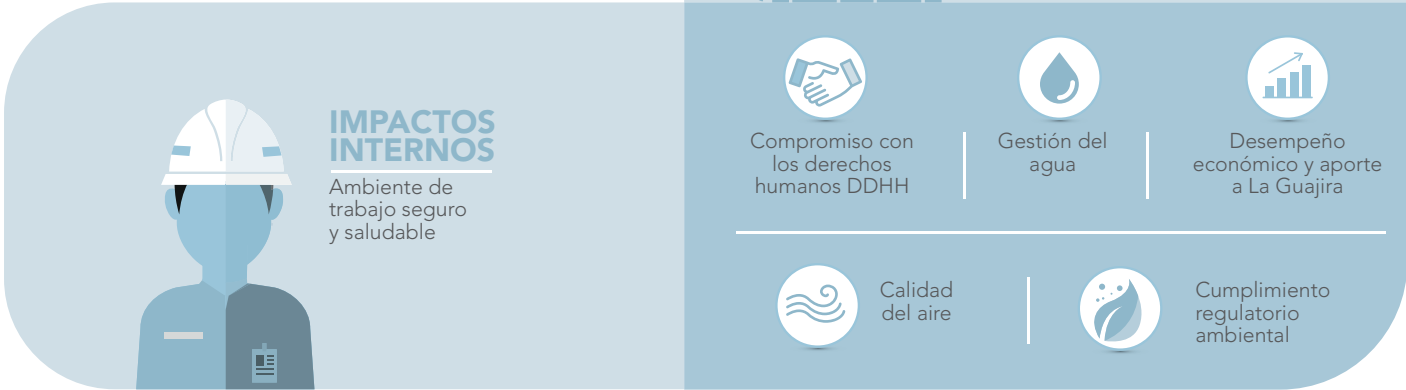 IMPACTOS
INTERNOS
Ambiente de
trabajo seguro
y saludable
Compromiso con
los derechos
humanos DDHH
Gestión del
agua
Desempeño
económico y aporte
a La Guajira
Calidad
del aire
Cumplimiento
regulatorio
ambiental